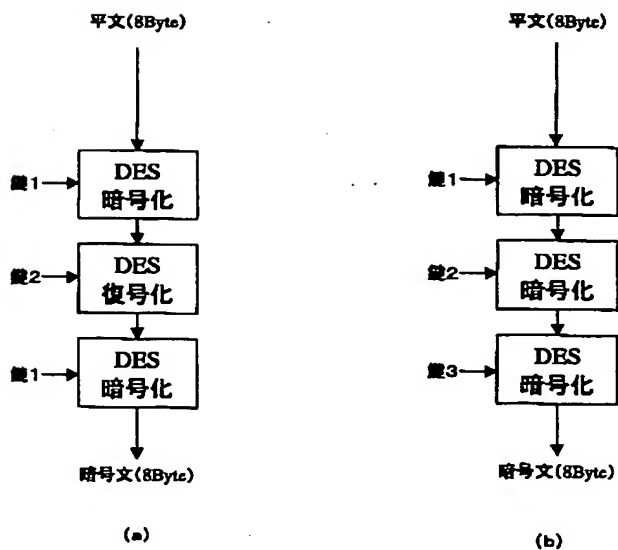 平文(8Byte)
鍵1
DES
暗号化
鍵2
DES
復号化
鍵1
DES
暗号化
暗号文(8Byte)
(a)
平文(8Byte)
鍵1
DES
暗号化
鍵2
DES
暗号化
鍵3
DES
暗号化
暗号文(8Byte)
(b)